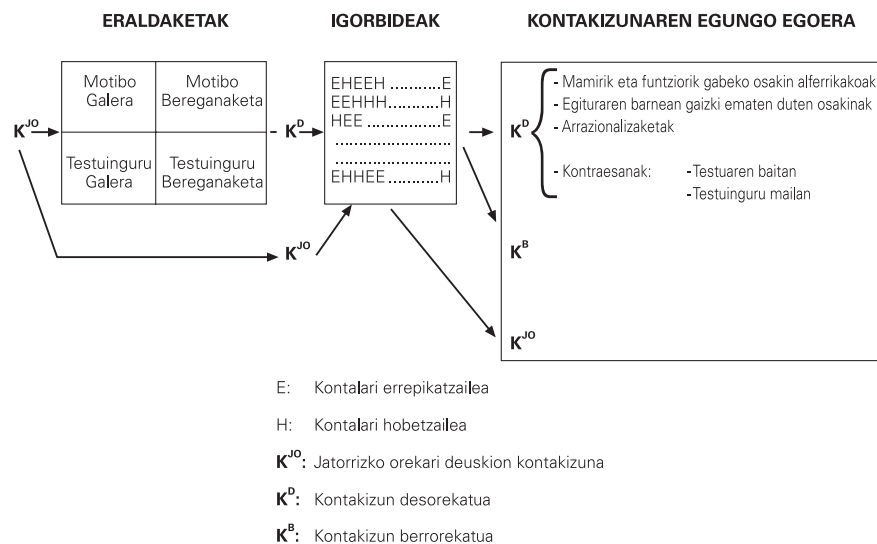 ERALDAKETAK IGORBIDEAK KONTAKIZUNAREN EGUNGO EGOERA
Motibo Galera
Motibo Bereganaketa
Testuinguru Galera
Testuinguru Bereganaketa
K^JO
K^D
K^JO
EHEEH ..........E
EEHHH..........H
HEE ..............E
......................
......................
EHHEE ..........H
K^D
- Mamirik eta funtziorik gabeko osakin alferrikakoak
- Egituraren barnean gaizki ematen duten osakinak
- Arrazionalizaketak
- Kontraesanak: -Testuaren baitan
-Testuinguru mailan
K^B
K^JO
E: Kontalari errepikatzailea
H: Kontalari hobetzailea
K^JO: Jatorrizko orekari deuskion kontakizuna
K^D: Kontakizun desorekatua
K^B: Kontakizun berrorekatua